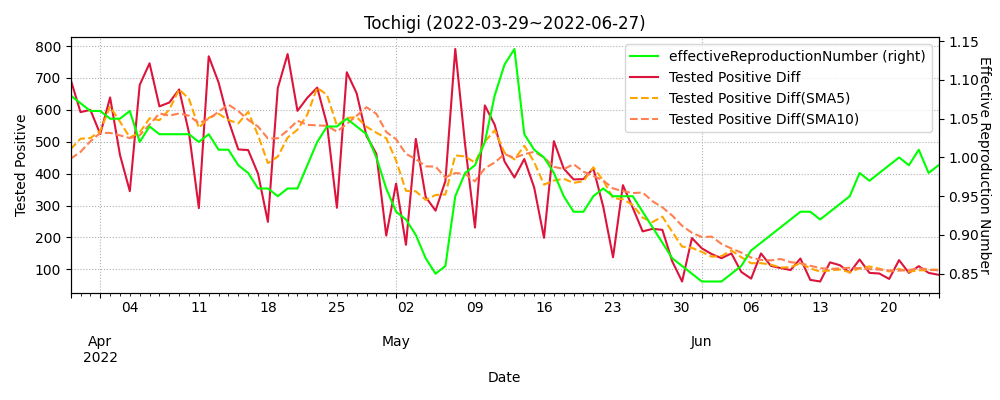 Tochigi (2022-03-29~2022-06-27)
Tested Positive
800
700
600
500
400
300
200
100
effectiveReproductionNumber (right)
Tested Positive Diff
Tested Positive Diff(SMA5)
Tested Positive Diff(SMA10)
1.15
1.10
1.05
1.00
0.95
0.90
0.85
Effective Reproduction Number
04 11 18 25 02 09 16 23 30 06 13 20
Apr May Jun
2022
Date